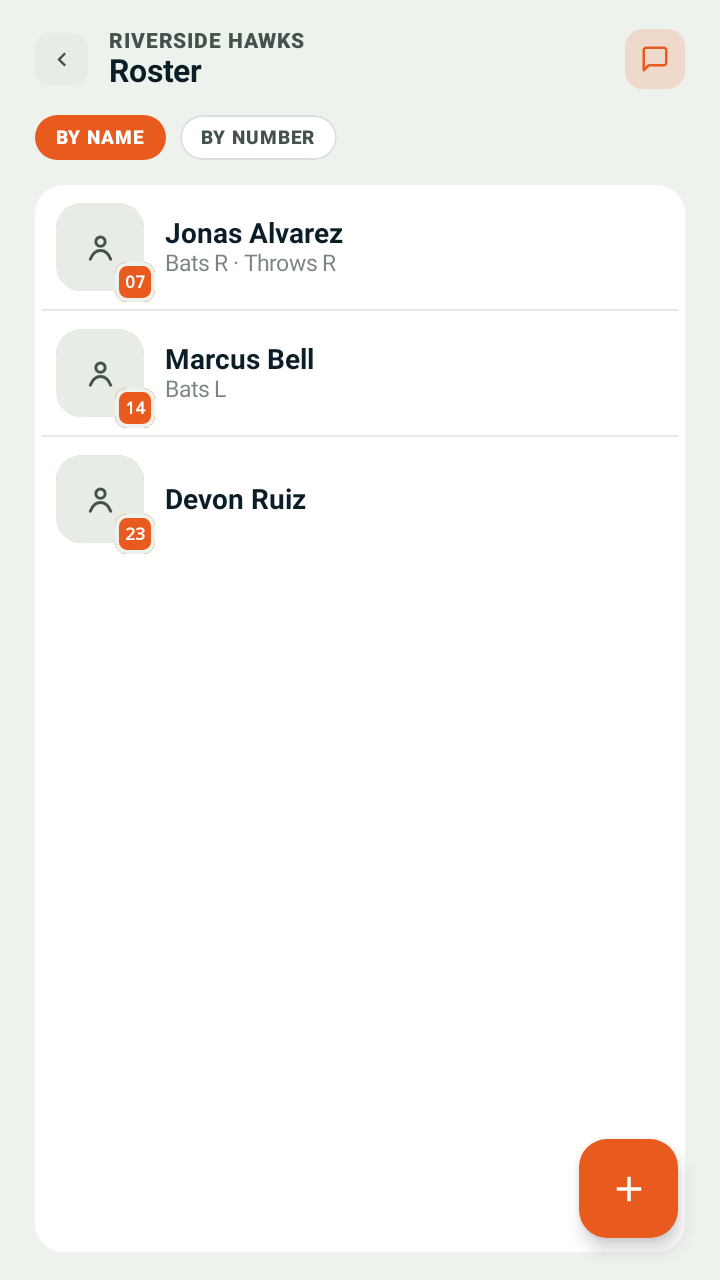 RIVERSIDE HAWKS
Roster
BY NAME
BY NUMBER
Jonas Alvarez
Bats R · Throws R
07
Marcus Bell
Bats L
14
Devon Ruiz
23